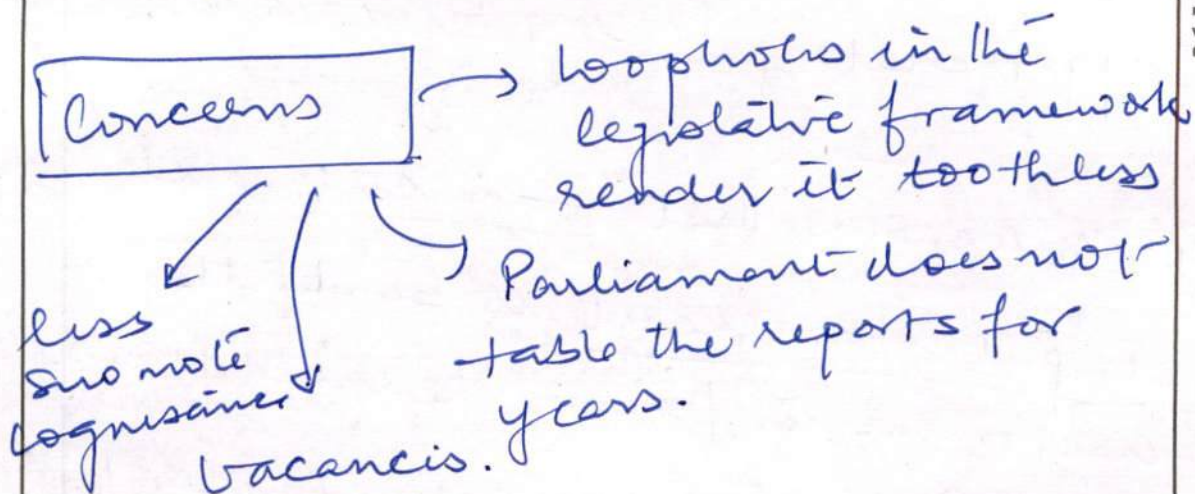 Concerns
loopholes in the
legislative framework
render it toothless
Parliament does not
table the reports for
years.
less
suo moto
cognisance
vacancies.